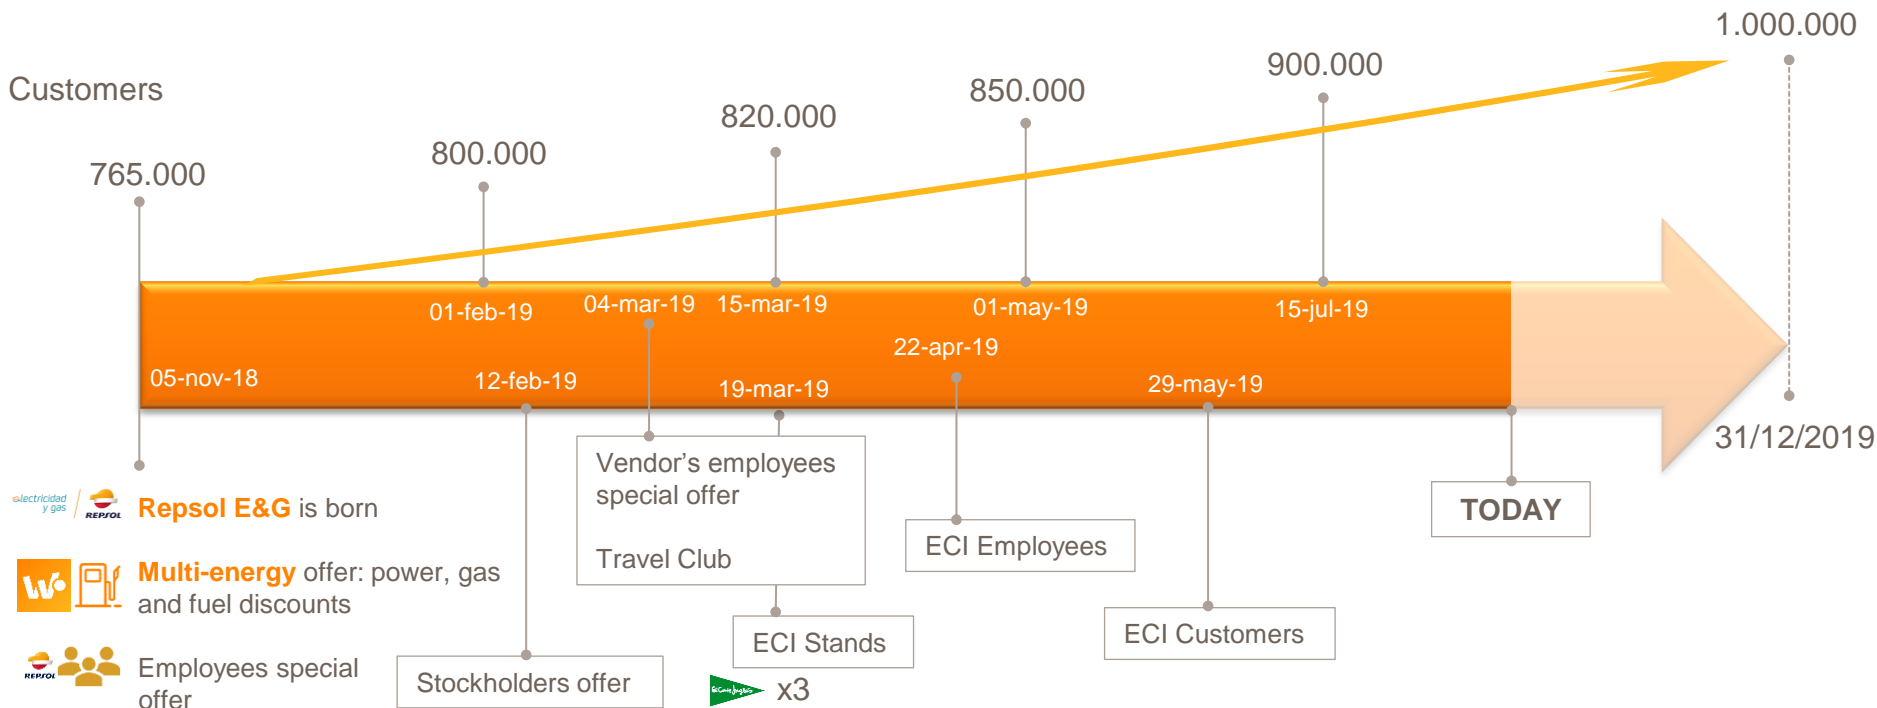 1.000.000
900.000
850.000
820.000
800.000
765.000
Customers
01-feb-19
04-mar-19
15-mar-19
01-may-19
15-jul-19
22-apr-19
05-nov-18
12-feb-19
19-mar-19
29-may-19
31/12/2019
Vendor's employees
special offer
Travel Club
TODAY
electricidad
y gas
REPSOL
Repsol E&G is born
ECI Employees
Multi-energy offer: power, gas
and fuel discounts
ECI Stands
ECI Customers
REPSOL
Employees special
offer
Stockholders offer
El Corte Inglés
x3